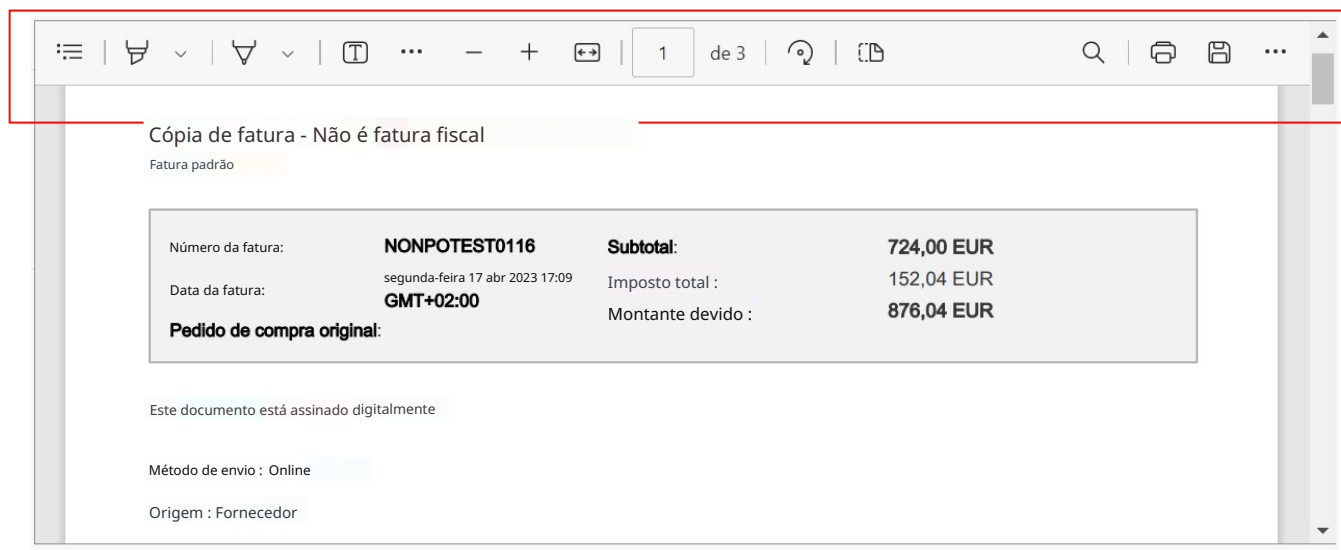 1 de 3
Cópia de fatura - Não é fatura fiscal
Fatura padrão
Número da fatura: NONPOTEST0116
Data da fatura: segunda-feira 17 abr 2023 17:09
GMT+02:00
Pedido de compra original:
Subtotal: 724,00 EUR
Imposto total : 152,04 EUR
Montante devido : 876,04 EUR
Este documento está assinado digitalmente
Método de envio : Online
Origem : Fornecedor